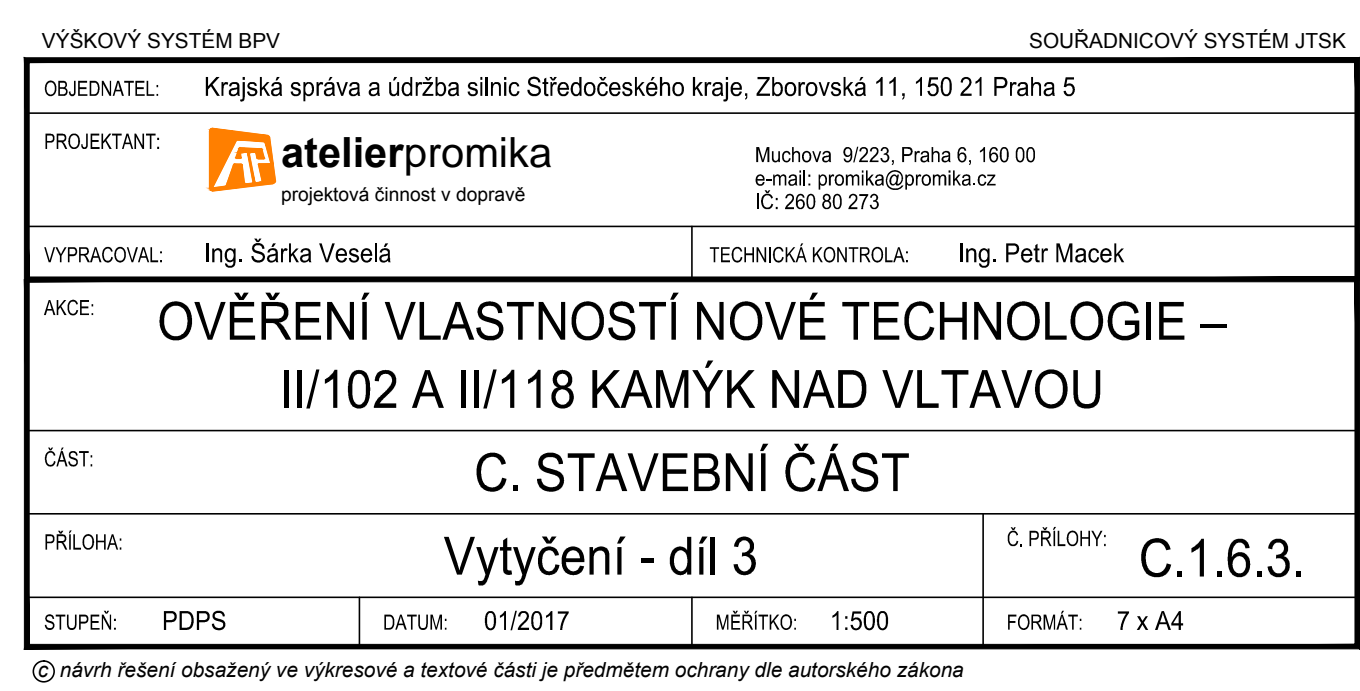 VÝŠKOVÝ SYSTÉM BPV SOUŘADNICOVÝ SYSTÉM JTSK
OBJEDNATEL: Krajská správa a údržba silnic Středočeského kraje, Zborovská 11, 150 21 Praha 5
PROJEKTANT:
atelierpromika
projektová činnost v dopravě
Muchova 9/223, Praha 6, 160 00
e-mail: promika@promika.cz
IČ: 260 80 273
VYPRACOVAL: Ing. Šárka Veselá TECHNICKÁ KONTROLA: Ing. Petr Macek
AKCE: OVĚŘENÍ VLASTNOSTÍ NOVÉ TECHNOLOGIE –
II/102 A II/118 KAMÝK NAD VLTAVOU
ČÁST: C. STAVEBNÍ ČÁST
PŘÍLOHA: Vytyčení - díl 3 Č. PŘÍLOHY: C.1.6.3.
STUPEŇ: PDPS DATUM: 01/2017 MĚŘÍTKO: 1:500 FORMÁT: 7 x A4
© návrh řešení obsažený ve výkresové a textové části je předmětem ochrany dle autorského zákona